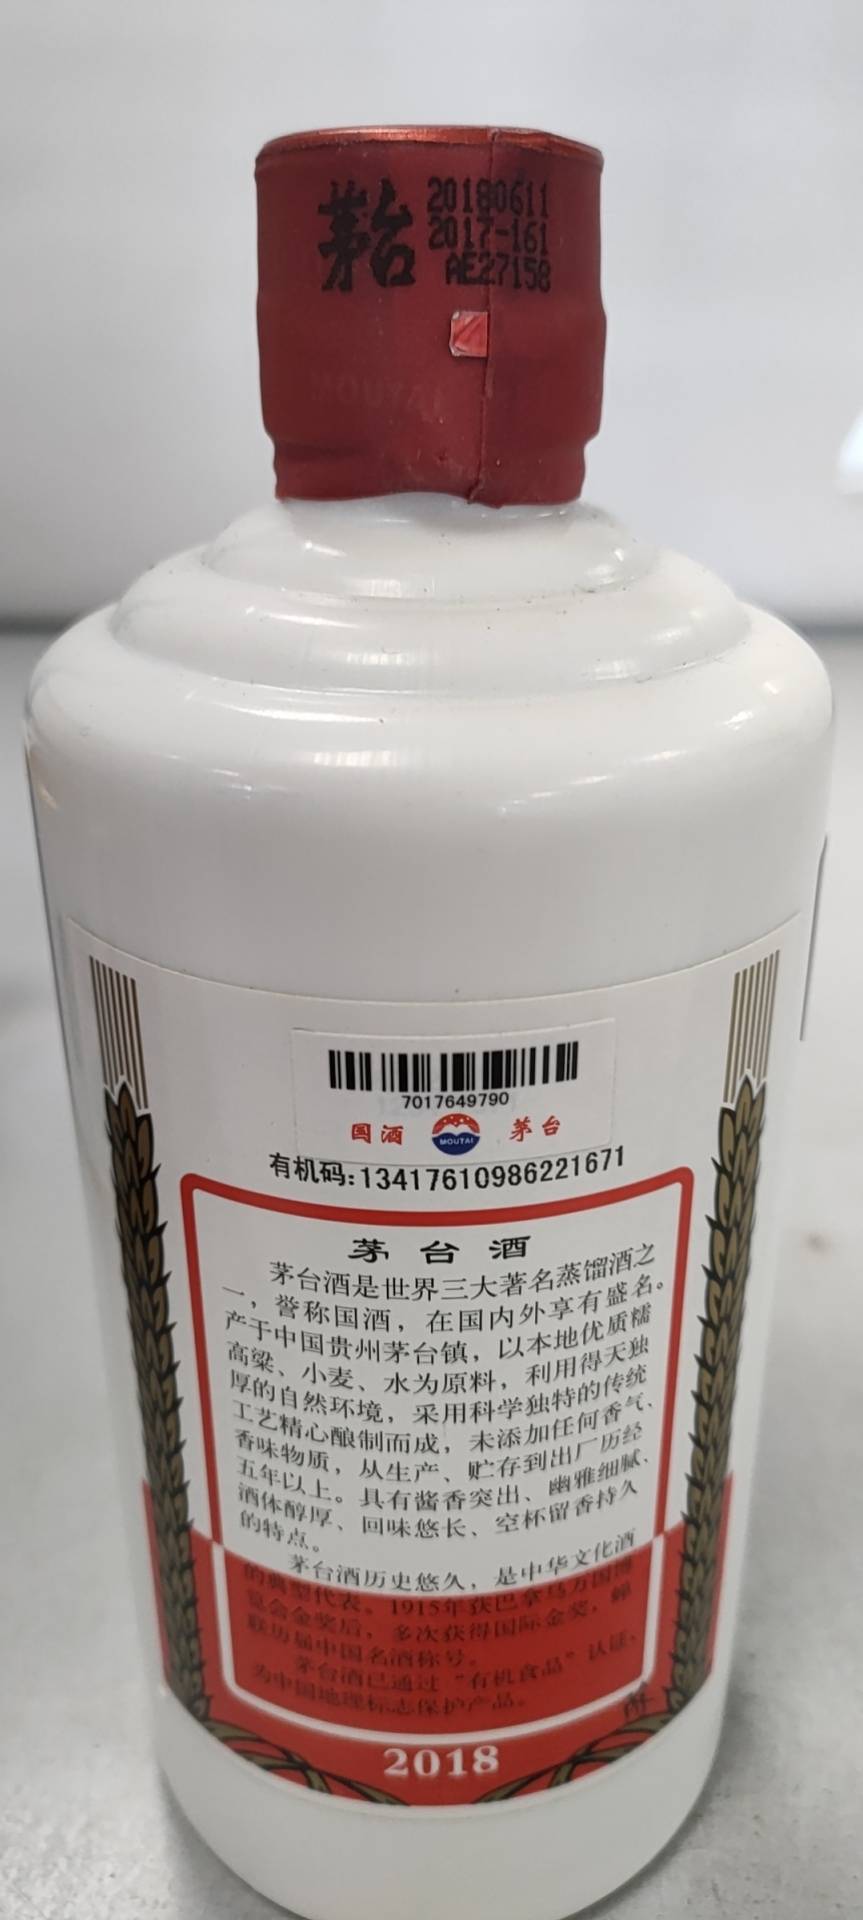 茅台
20180611
2017-161
AE27158
MOUTAI
7017649790
国酒 MOUTAI 茅台
有机码:13417610986221671
茅台酒
茅台酒是世界三大著名蒸馏酒之
一，誉称国酒，在国内外享有盛名。
产于中国贵州茅台镇，以本地优质糯
高粱、小麦、水为原料，利用得天独
厚的自然环境，采用科学独特的传统
工艺精心酿制而成，未添加任何香气、
香味物质，从生产、贮存到出厂历经
五年以上。具有酱香突出、幽雅细腻、
酒体醇厚、回味悠长、空杯留香持久
的特点。
茅台酒历史悠久，是中华文化酒
的典型代表。1915年获巴拿马万国博
览会金奖后，多次获得国际金奖，蝉
联历届中国名酒称号。
茅台酒已通过“有机食品”认证，
为中国地理标志保护产品。
2018